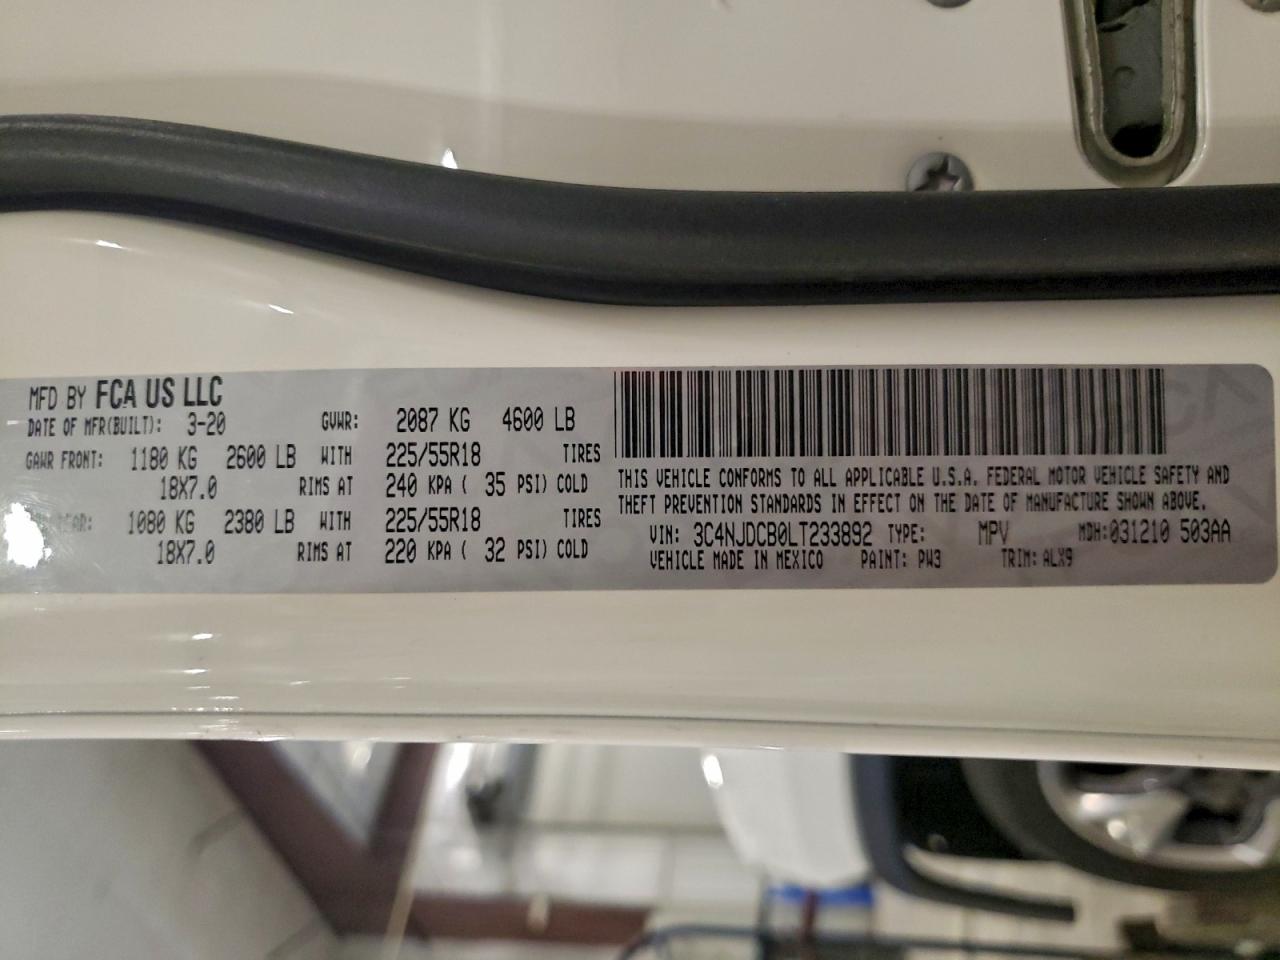 MFD BY FCA US LLC
DATE OF MFR(BUILT): 3-20 GVWR: 2087 KG 4600 LB
GAWR FRONT: 1180 KG 2600 LB WITH 225/55R18 TIRES
18X7.0 RIMS AT 240 KPA ( 35 PSI) COLD
REAR: 1080 KG 2380 LB WITH 225/55R18 TIRES
18X7.0 RIMS AT 220 KPA ( 32 PSI) COLD
THIS VEHICLE CONFORMS TO ALL APPLICABLE U.S.A. FEDERAL MOTOR VEHICLE SAFETY AND
THEFT PREVENTION STANDARDS IN EFFECT ON THE DATE OF MANUFACTURE SHOWN ABOVE.
VIN: 3C4NJDCB0LT233892 TYPE: MPV MDH: 031210 503AA
VEHICLE MADE IN MEXICO PAINT: PW3 TRIM: ALX9